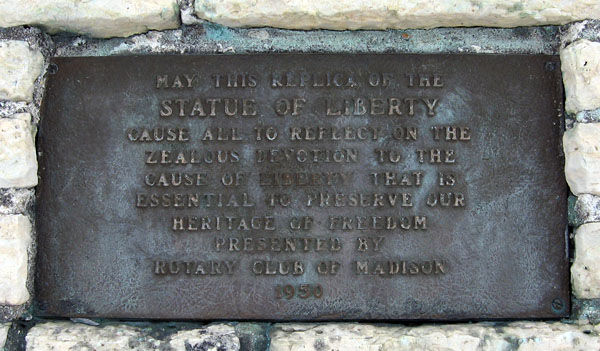 MAY THIS REPLICA OF THE
STATUE OF LIBERTY
CAUSE ALL TO REFLECT ON THE
ZEALOUS DEVOTION TO THE
CAUSE OF LIBERTY THAT IS
ESSENTIAL TO PRESERVE OUR
HERITAGE OF FREEDOM
PRESENTED BY
ROTARY CLUB OF MADISON
1950